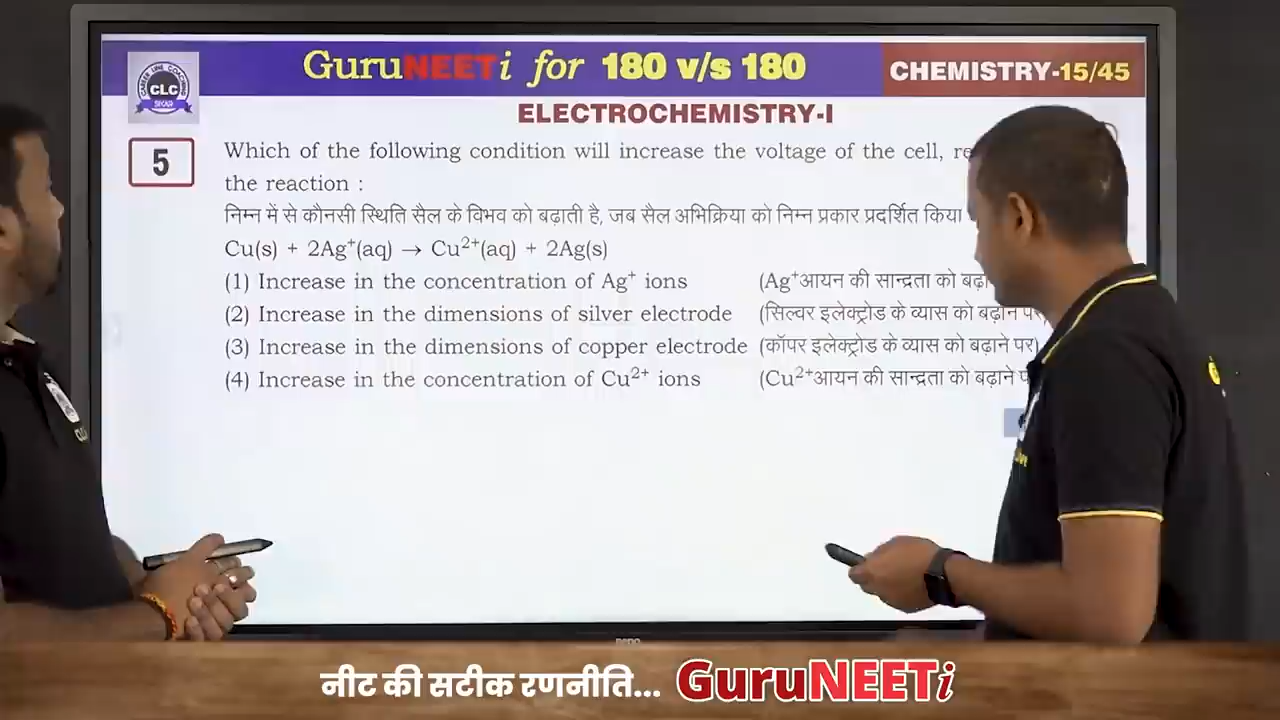 GuruNEETi for 180 v/s 180
CHEMISTRY-15/45
CLC
SIKAR
ELECTROCHEMISTRY-I
5
Which of the following condition will increase the voltage of the cell,
the reaction :
निम्न में से कौनसी स्थिति सैल के विभव को बढ़ाती है, जब सैल अभिक्रिया को निम्न प्रकार प्रदर्शित किया
Cu(s) + 2Ag⁺(aq) → Cu²⁺(aq) + 2Ag(s)
(1) Increase in the concentration of Ag⁺ ions (Ag⁺आयन की सान्द्रता को
(2) Increase in the dimensions of silver electrode (सिल्वर इलेक्ट्रोड के व्यास को बढ़ाने पर)
(3) Increase in the dimensions of copper electrode (कॉपर इलेक्ट्रोड के व्यास को बढ़ाने पर)
(4) Increase in the concentration of Cu²⁺ ions (Cu²⁺आयन की सान्द्रता को बढ़ाने
नीट की सटीक रणनीति... GuruNEETi